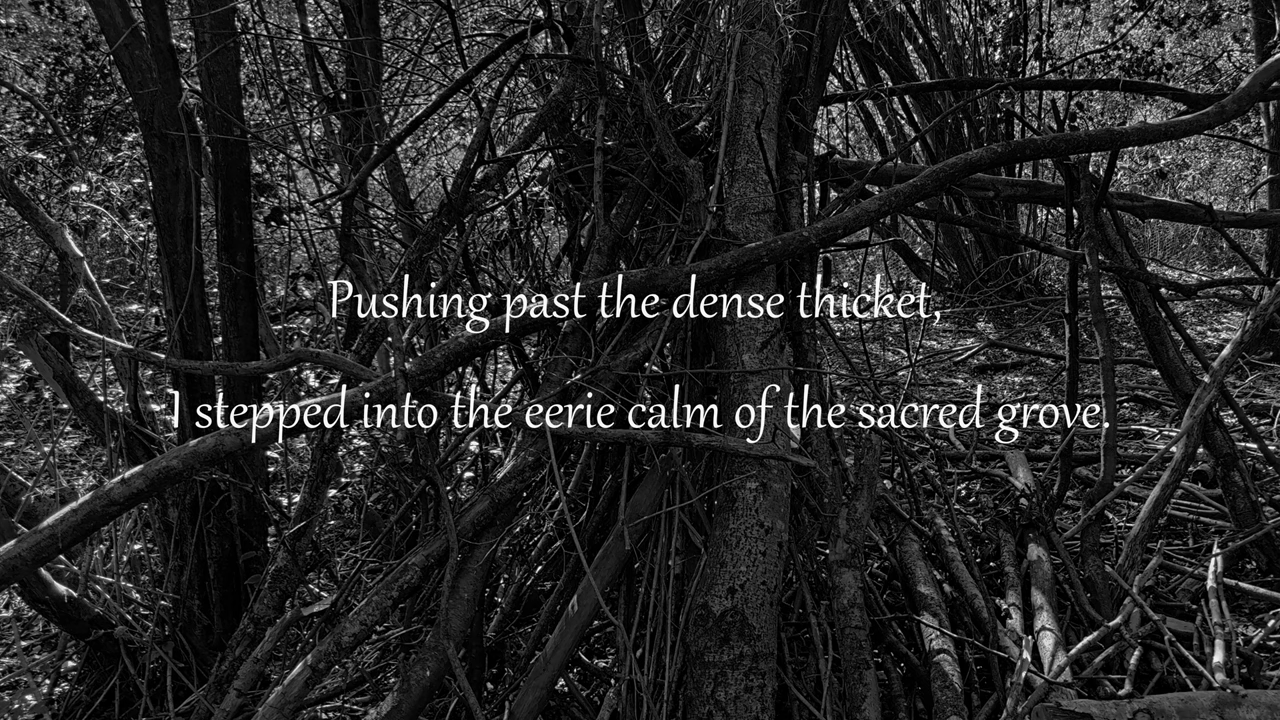 Pushing past the dense thicket,
I stepped into the eerie calm of the sacred grove.